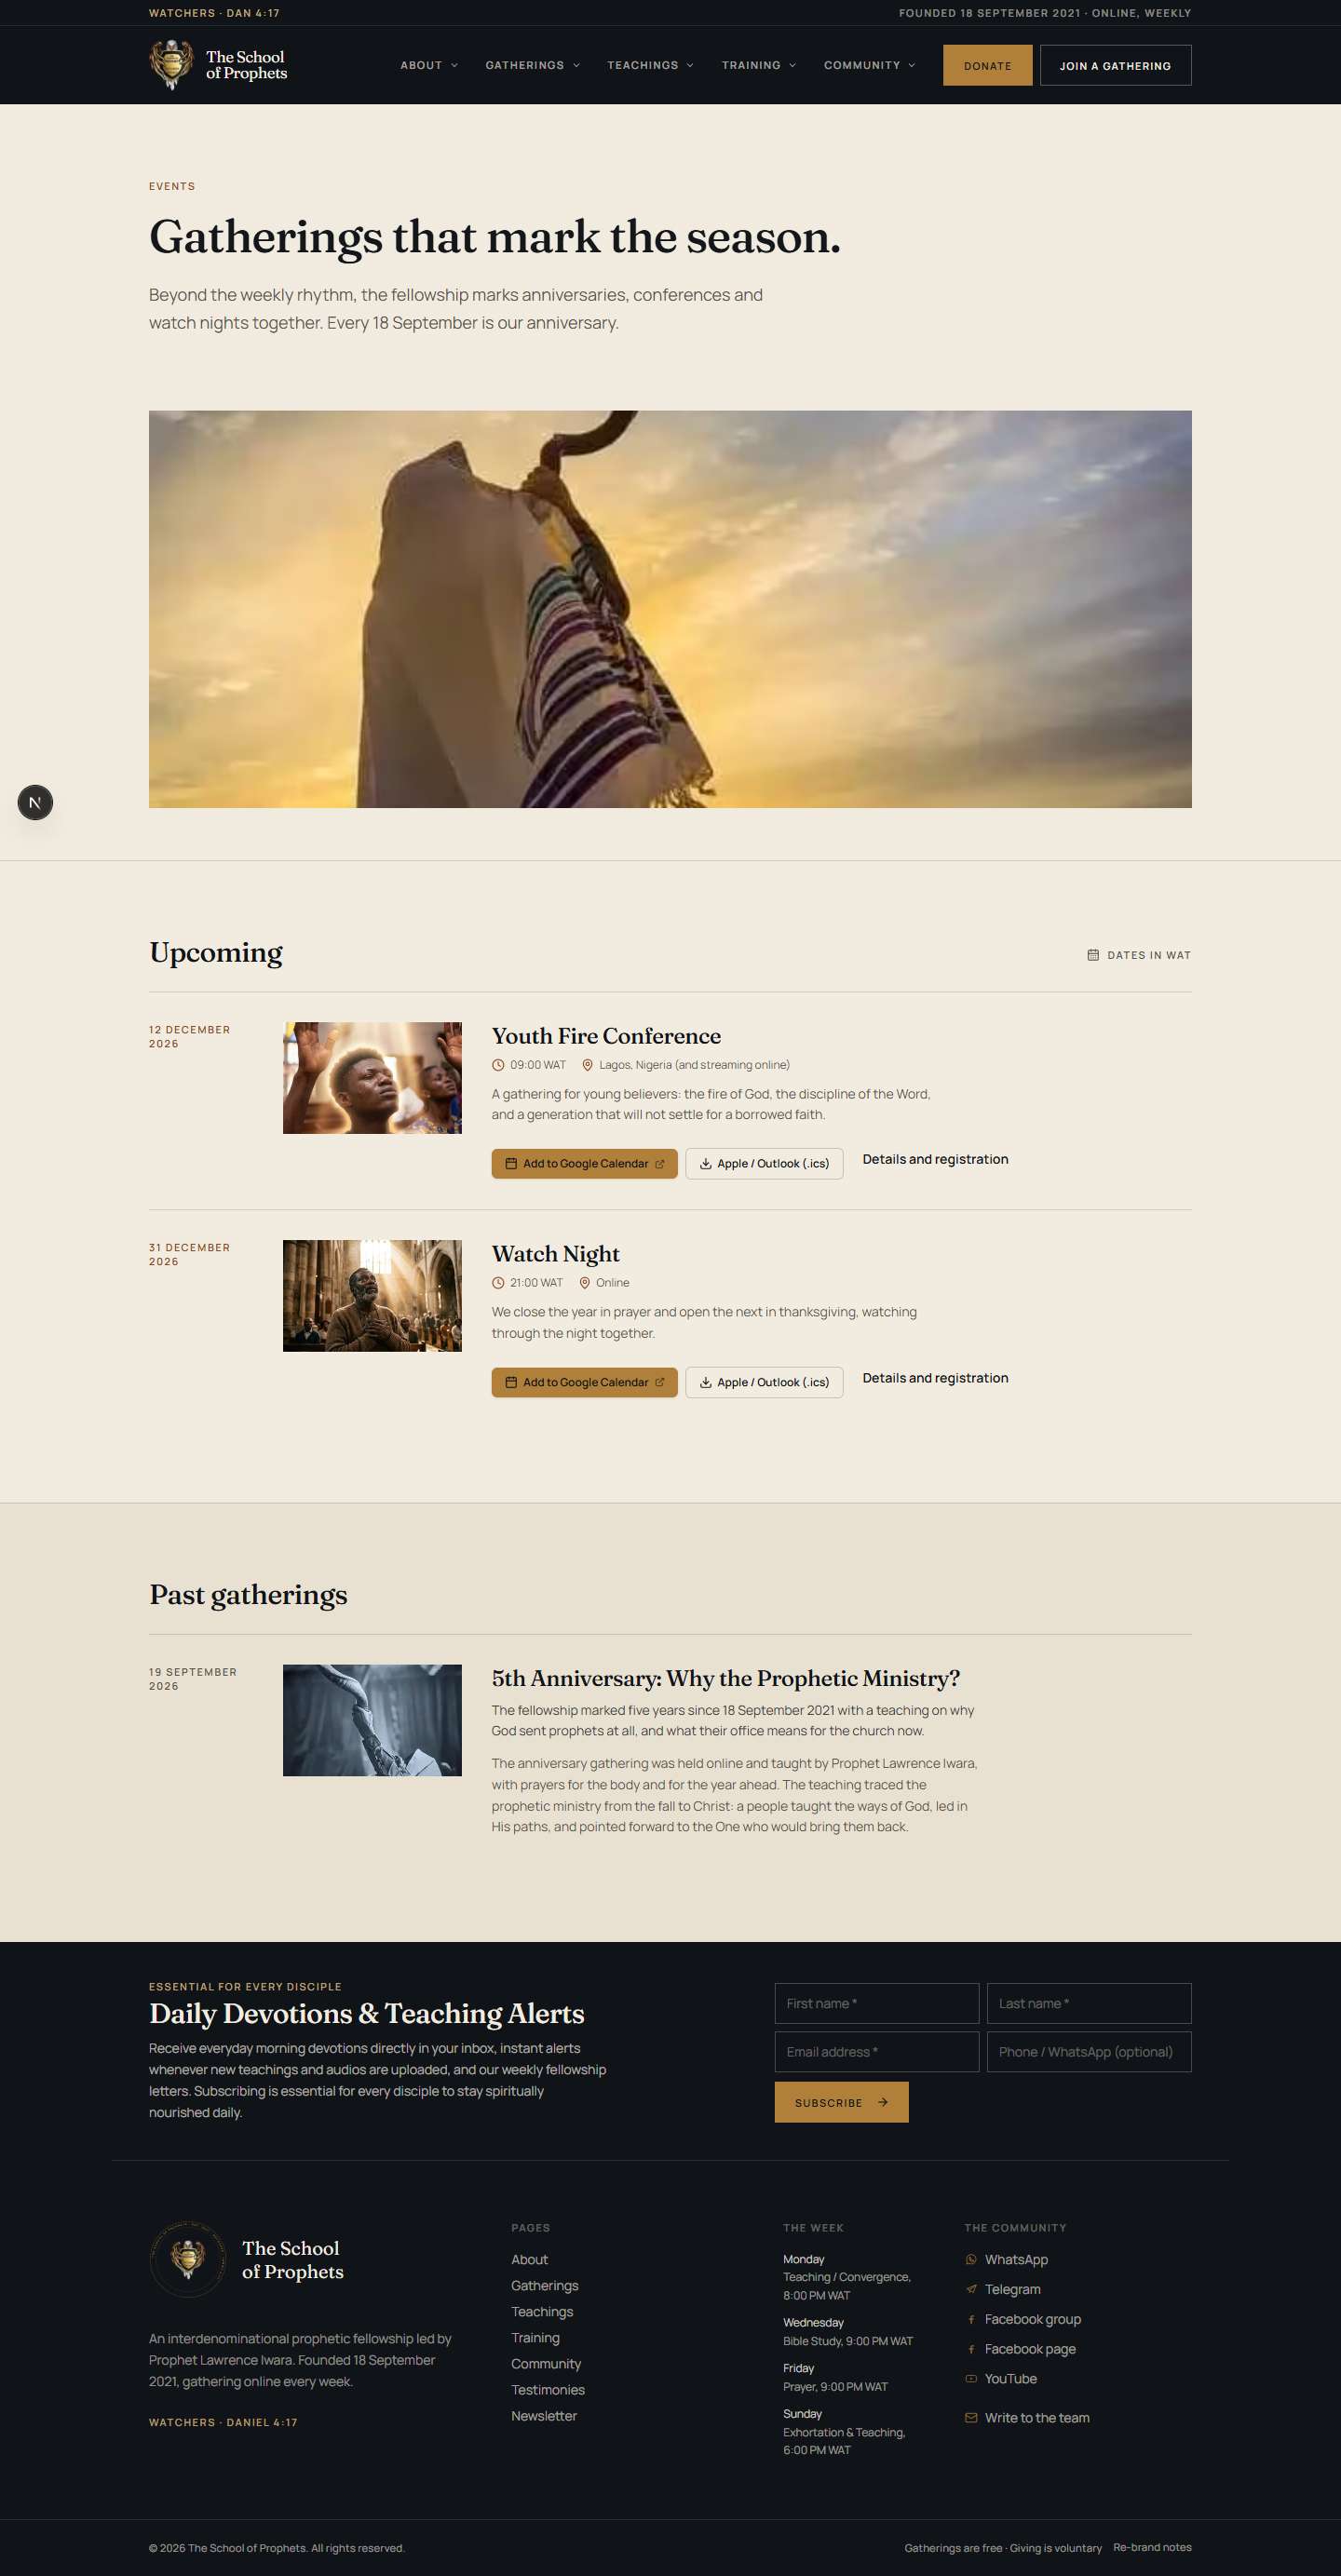 WATCHERS · DAN 4:17
FOUNDED 18 SEPTEMBER 2021 · ONLINE, WEEKLY
The School
of Prophets
ABOUT
GATHERINGS
TEACHINGS
TRAINING
COMMUNITY
DONATE
JOIN A GATHERING
EVENTS
Gatherings that mark the season.
Beyond the weekly rhythm, the fellowship marks anniversaries, conferences and
watch nights together. Every 18 September is our anniversary.
N
Upcoming
DATES IN WAT
12 DECEMBER
2026
Youth Fire Conference
09:00 WAT
Lagos, Nigeria (and streaming online)
A gathering for young believers: the fire of God, the discipline of the Word,
and a generation that will not settle for a borrowed faith.
Add to Google Calendar
Apple / Outlook (.ics)
Details and registration
31 DECEMBER
2026
Watch Night
21:00 WAT
Online
We close the year in prayer and open the next in thanksgiving, watching
through the night together.
Add to Google Calendar
Apple / Outlook (.ics)
Details and registration
Past gatherings
19 SEPTEMBER
2026
5th Anniversary: Why the Prophetic Ministry?
The fellowship marked five years since 18 September 2021 with a teaching on why
God sent prophets at all, and what their office means for the church now.
The anniversary gathering was held online and taught by Prophet Lawrence Iwara,
with prayers for the body and for the year ahead. The teaching traced the
prophetic ministry from the fall to Christ: a people taught the ways of God, led in
His paths, and pointed forward to the One who would bring them back.
ESSENTIAL FOR EVERY DISCIPLE
Daily Devotions & Teaching Alerts
Receive everyday morning devotions directly in your inbox, instant alerts
whenever new teachings and audios are uploaded, and our weekly fellowship
letters. Subscribing is essential for every disciple to stay spiritually
nourished daily.
First name *
Last name *
Email address *
Phone / WhatsApp (optional)
SUBSCRIBE
The School
of Prophets
An interdenominational prophetic fellowship led by
Prophet Lawrence Iwara. Founded 18 September
2021, gathering online every week.
WATCHERS · DANIEL 4:17
PAGES
About
Gatherings
Teachings
Training
Community
Testimonies
Newsletter
THE WEEK
Monday
Teaching / Convergence,
8:00 PM WAT
Wednesday
Bible Study, 9:00 PM WAT
Friday
Prayer, 9:00 PM WAT
Sunday
Exhortation & Teaching,
6:00 PM WAT
THE COMMUNITY
WhatsApp
Telegram
Facebook group
Facebook page
YouTube
Write to the team
© 2026 The School of Prophets. All rights reserved.
Gatherings are free · Giving is voluntary
Re-brand notes